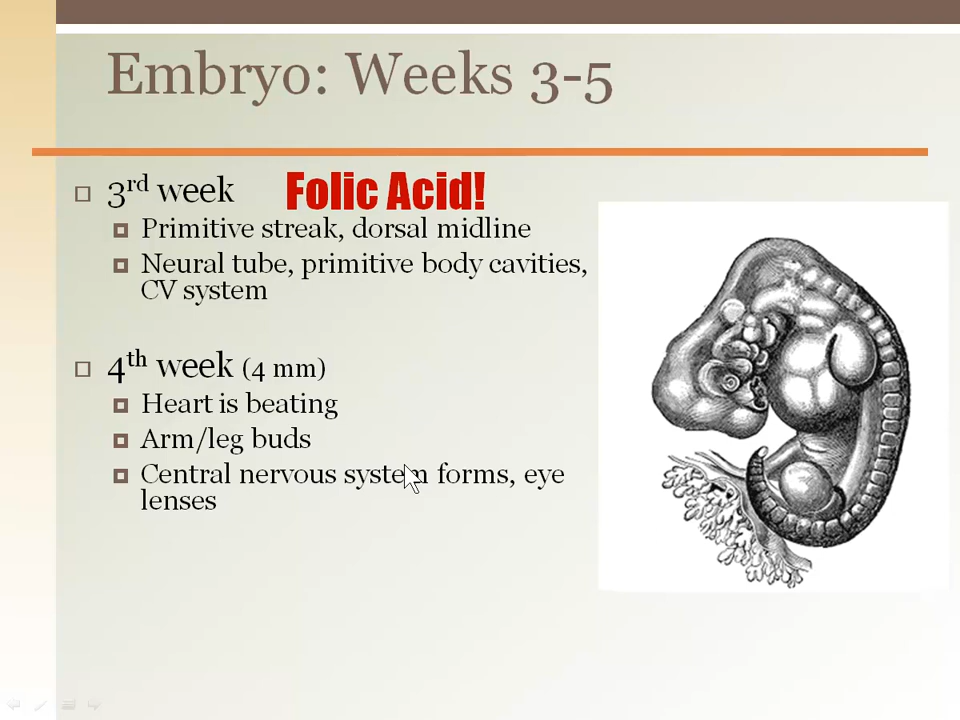 Embryo: Weeks 3-5
3rd week Folic Acid!
Primitive streak, dorsal midline
Neural tube, primitive body cavities,
CV system
4th week (4 mm)
Heart is beating
Arm/leg buds
Central nervous system forms, eye
lenses